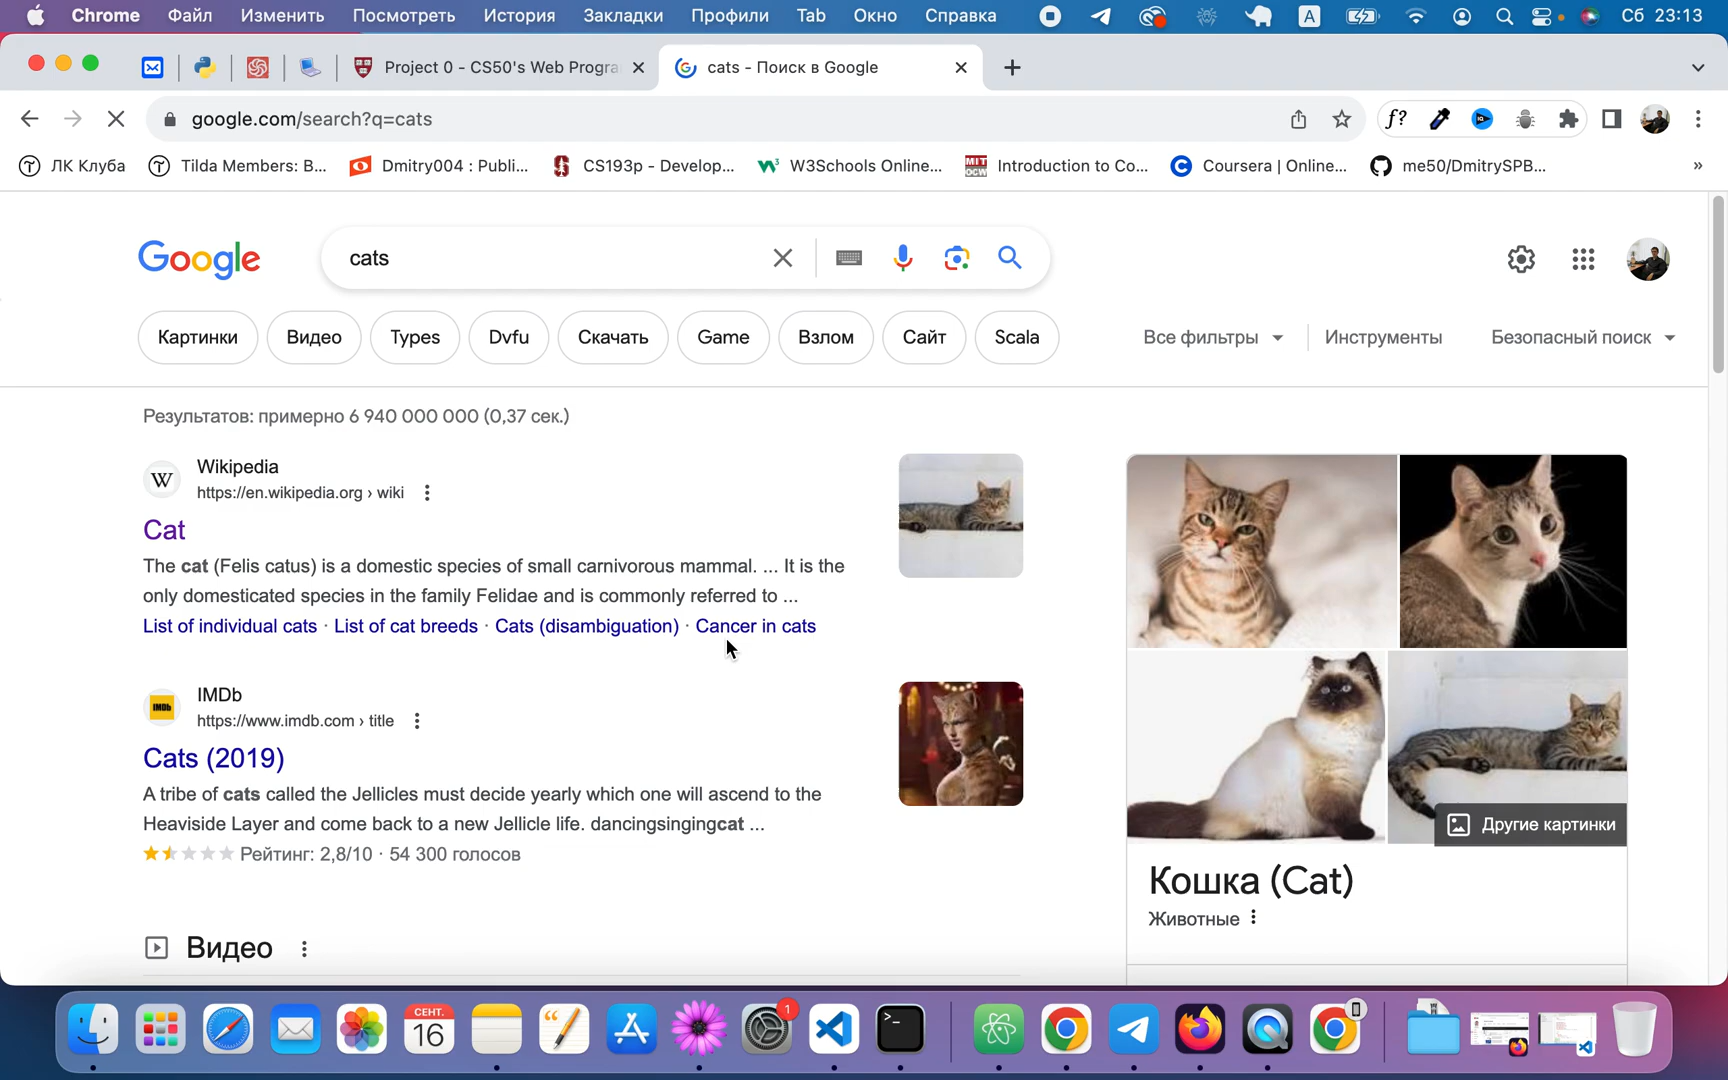 Chrome Файл Изменить Посмотреть История Закладки Профили Tab Окно Справка A Сб 23:13
Project 0 - CS50's Web Progra cats - Поиск в Google
google.com/search?q=cats f?
ЛК Клуба Tilda Members: B... Dmitry004 : Publi... CS193p - Develop... W3Schools Online... Introduction to Co... Coursera | Online... me50/DmitrySPB... »
Google cats
Картинки Видео Types Dvfu Скачать Game Взлом Сайт Scala Все фильтры Инструменты Безопасный поиск
Результатов: примерно 6 940 000 000 (0,37 сек.)
W Wikipedia
https://en.wikipedia.org › wiki
Cat
The cat (Felis catus) is a domestic species of small carnivorous mammal. ... It is the
only domesticated species in the family Felidae and is commonly referred to ...
List of individual cats · List of cat breeds · Cats (disambiguation) · Cancer in cats
IMDb IMDb
https://www.imdb.com › title
Cats (2019)
A tribe of cats called the Jellicles must decide yearly which one will ascend to the
Heaviside Layer and come back to a new Jellicle life. dancingsingingcat ...
Рейтинг: 2,8/10 · 54 300 голосов
Видео
Другие картинки
Кошка (Cat)
Животные
СЕНТ.
16
1